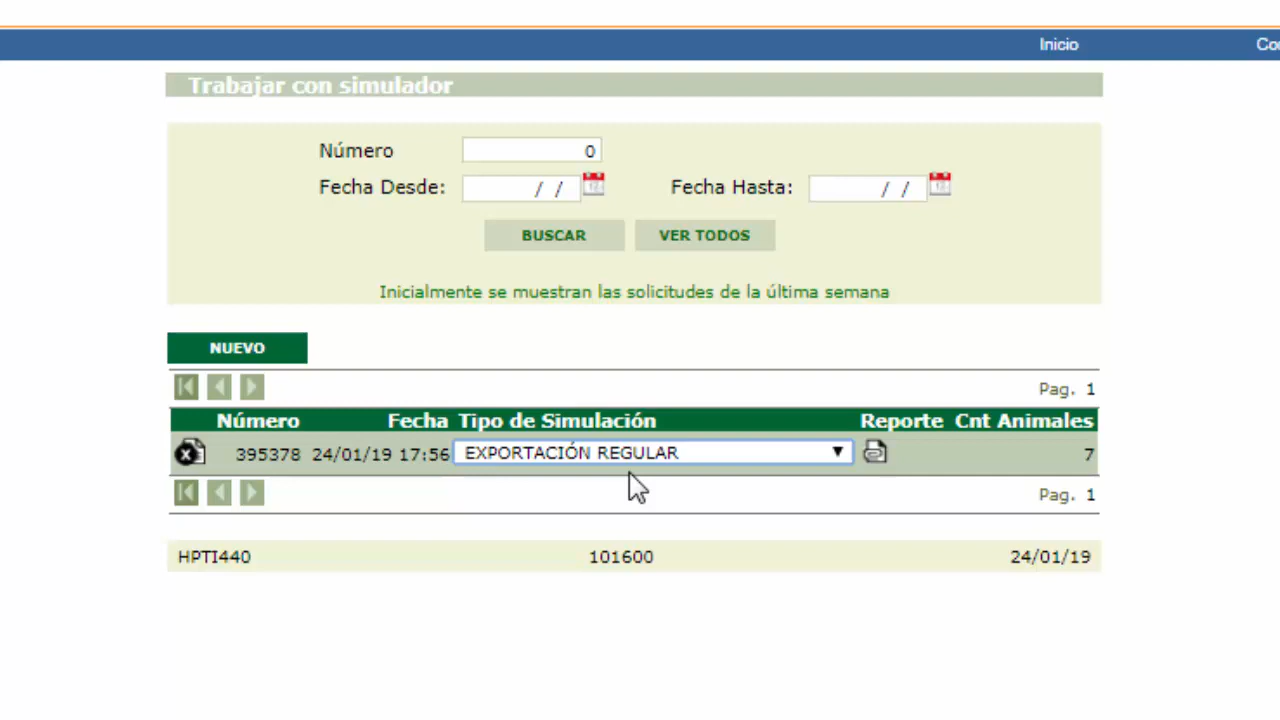 Inicio
Trabajar con simulador
Número 0
Fecha Desde: / / Fecha Hasta: / /
BUSCAR VER TODOS
Inicialmente se muestran las solicitudes de la última semana
NUEVO
Pag. 1
Número Fecha Tipo de Simulación Reporte Cnt Animales
395378 24/01/19 17:56 EXPORTACIÓN REGULAR 7
Pag. 1
HPTI440 101600 24/01/19